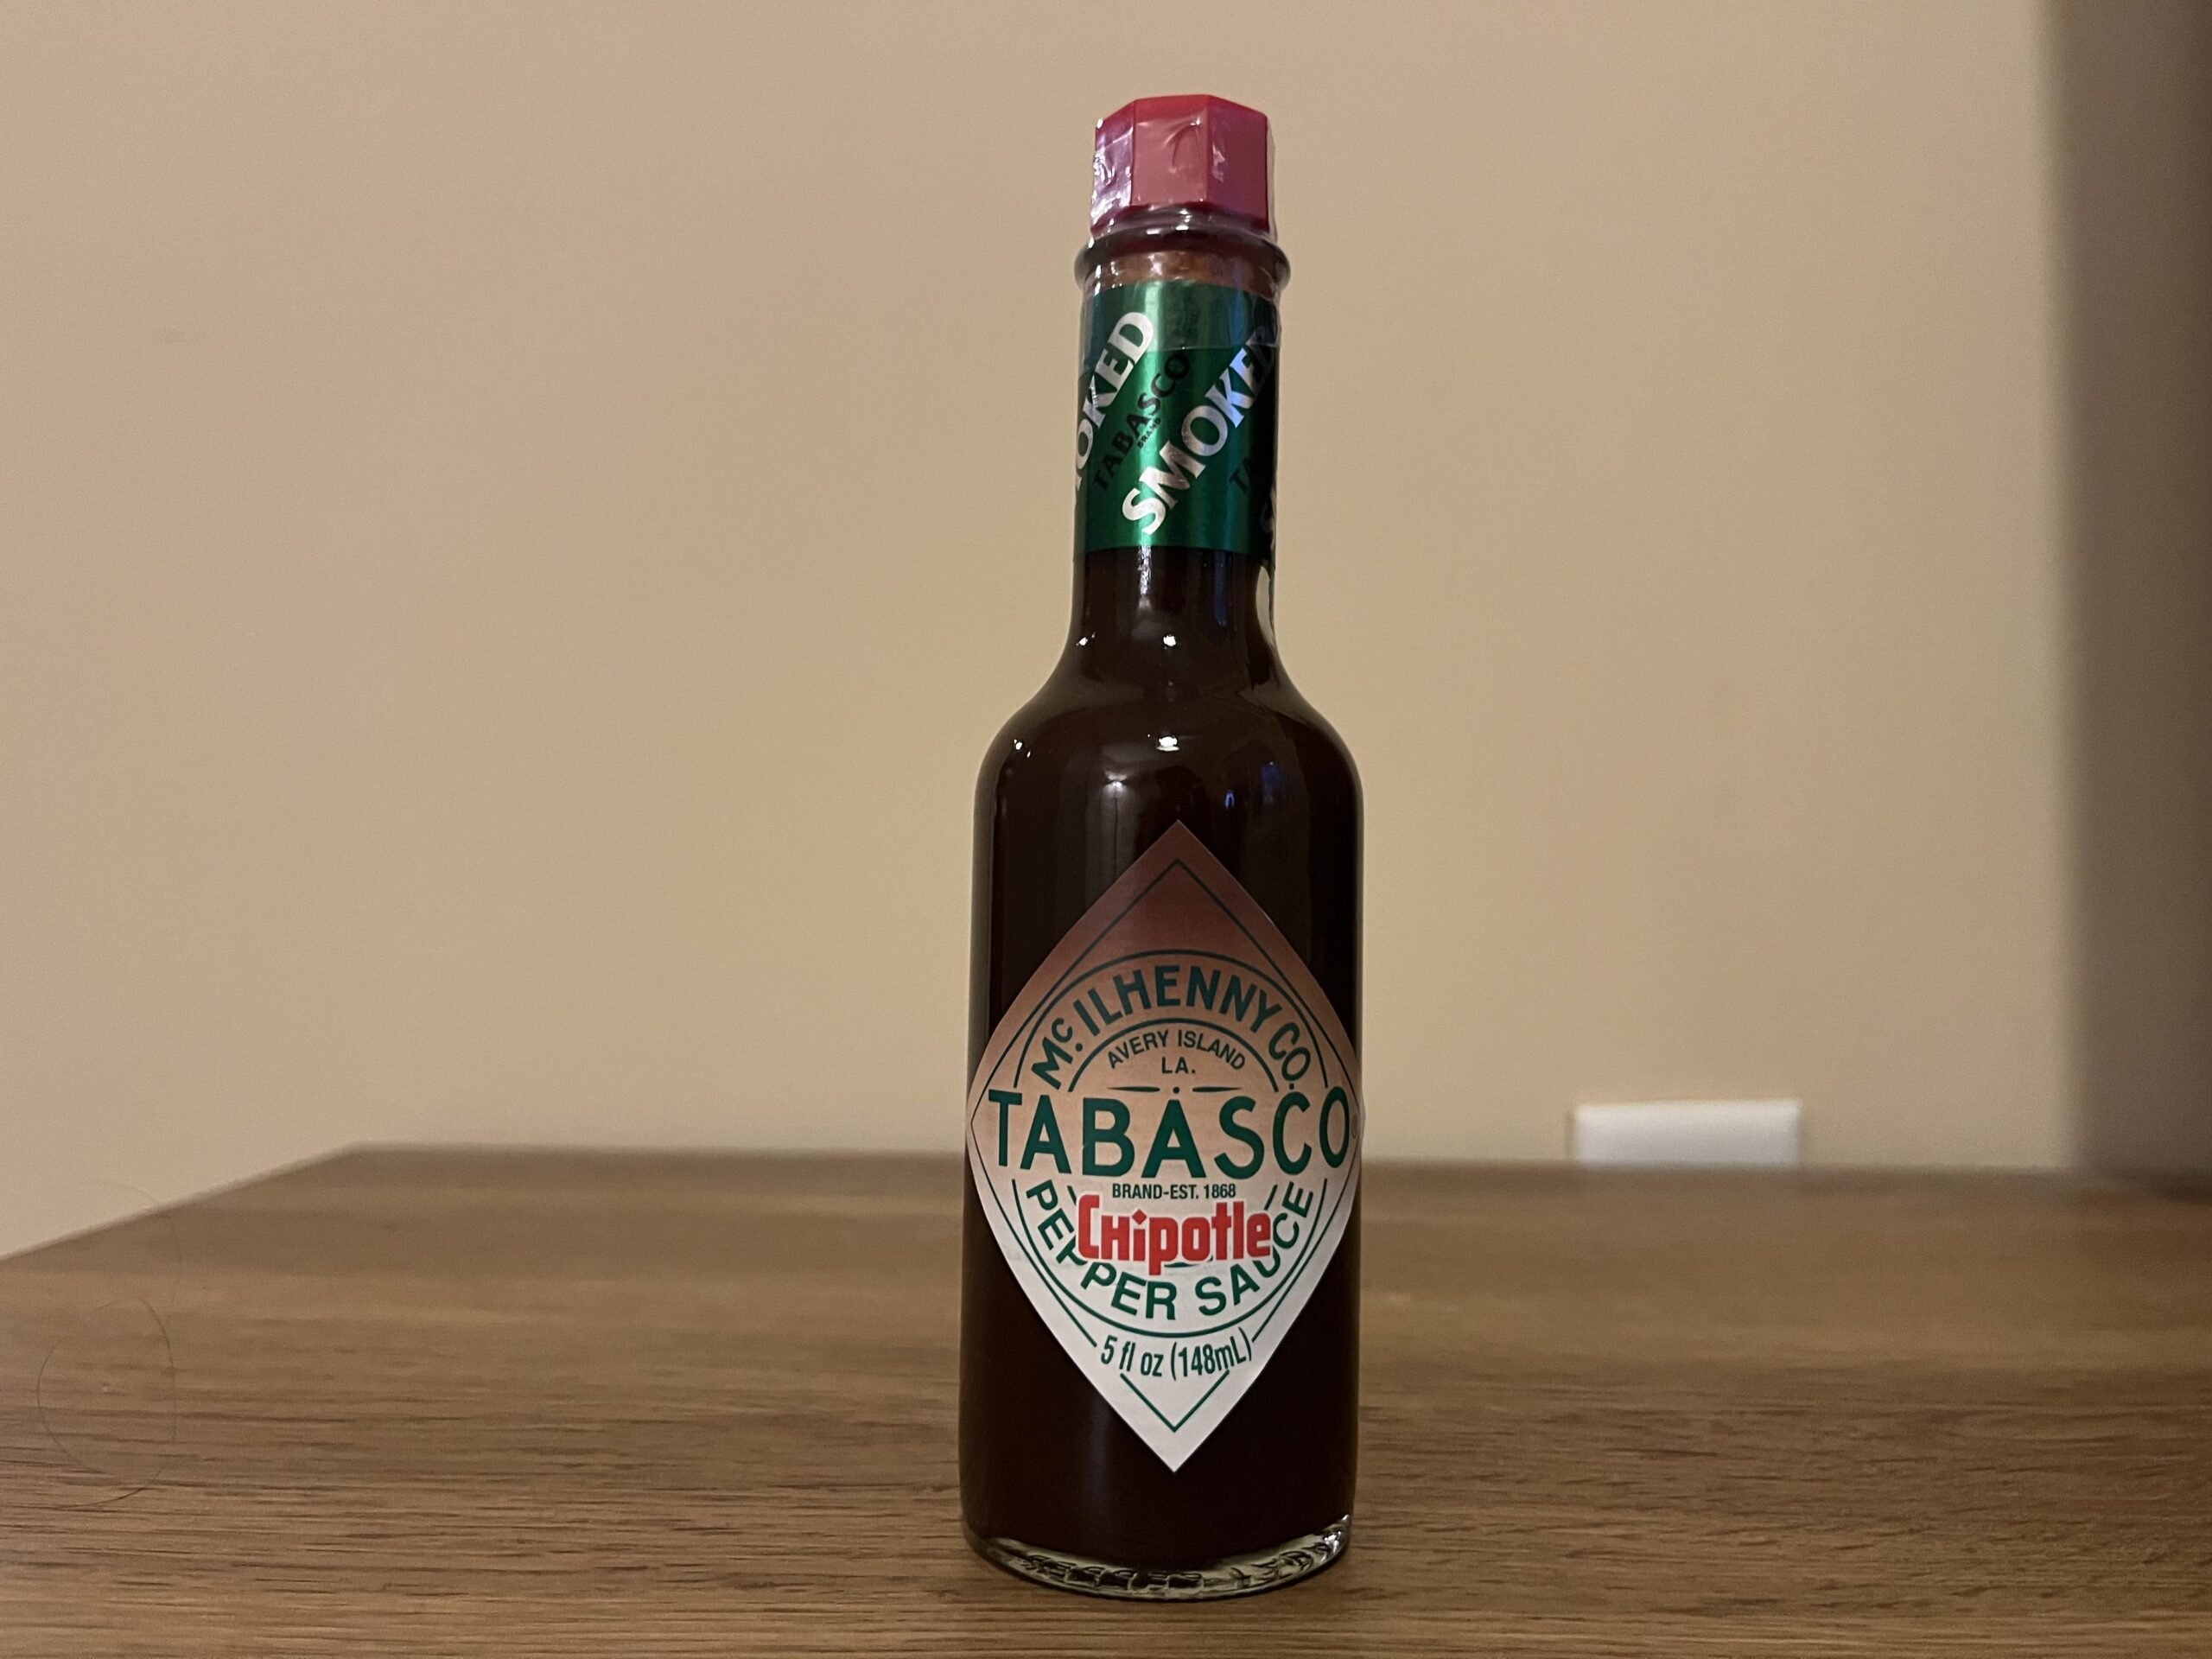 SMOKED
TABASCO
BRAND
SMOKED
Mc. ILHENNY CO.
AVERY ISLAND
LA.
TABASCO®
BRAND-EST. 1868
Chipotle
PEPPER SAUCE
5 fl oz (148mL)